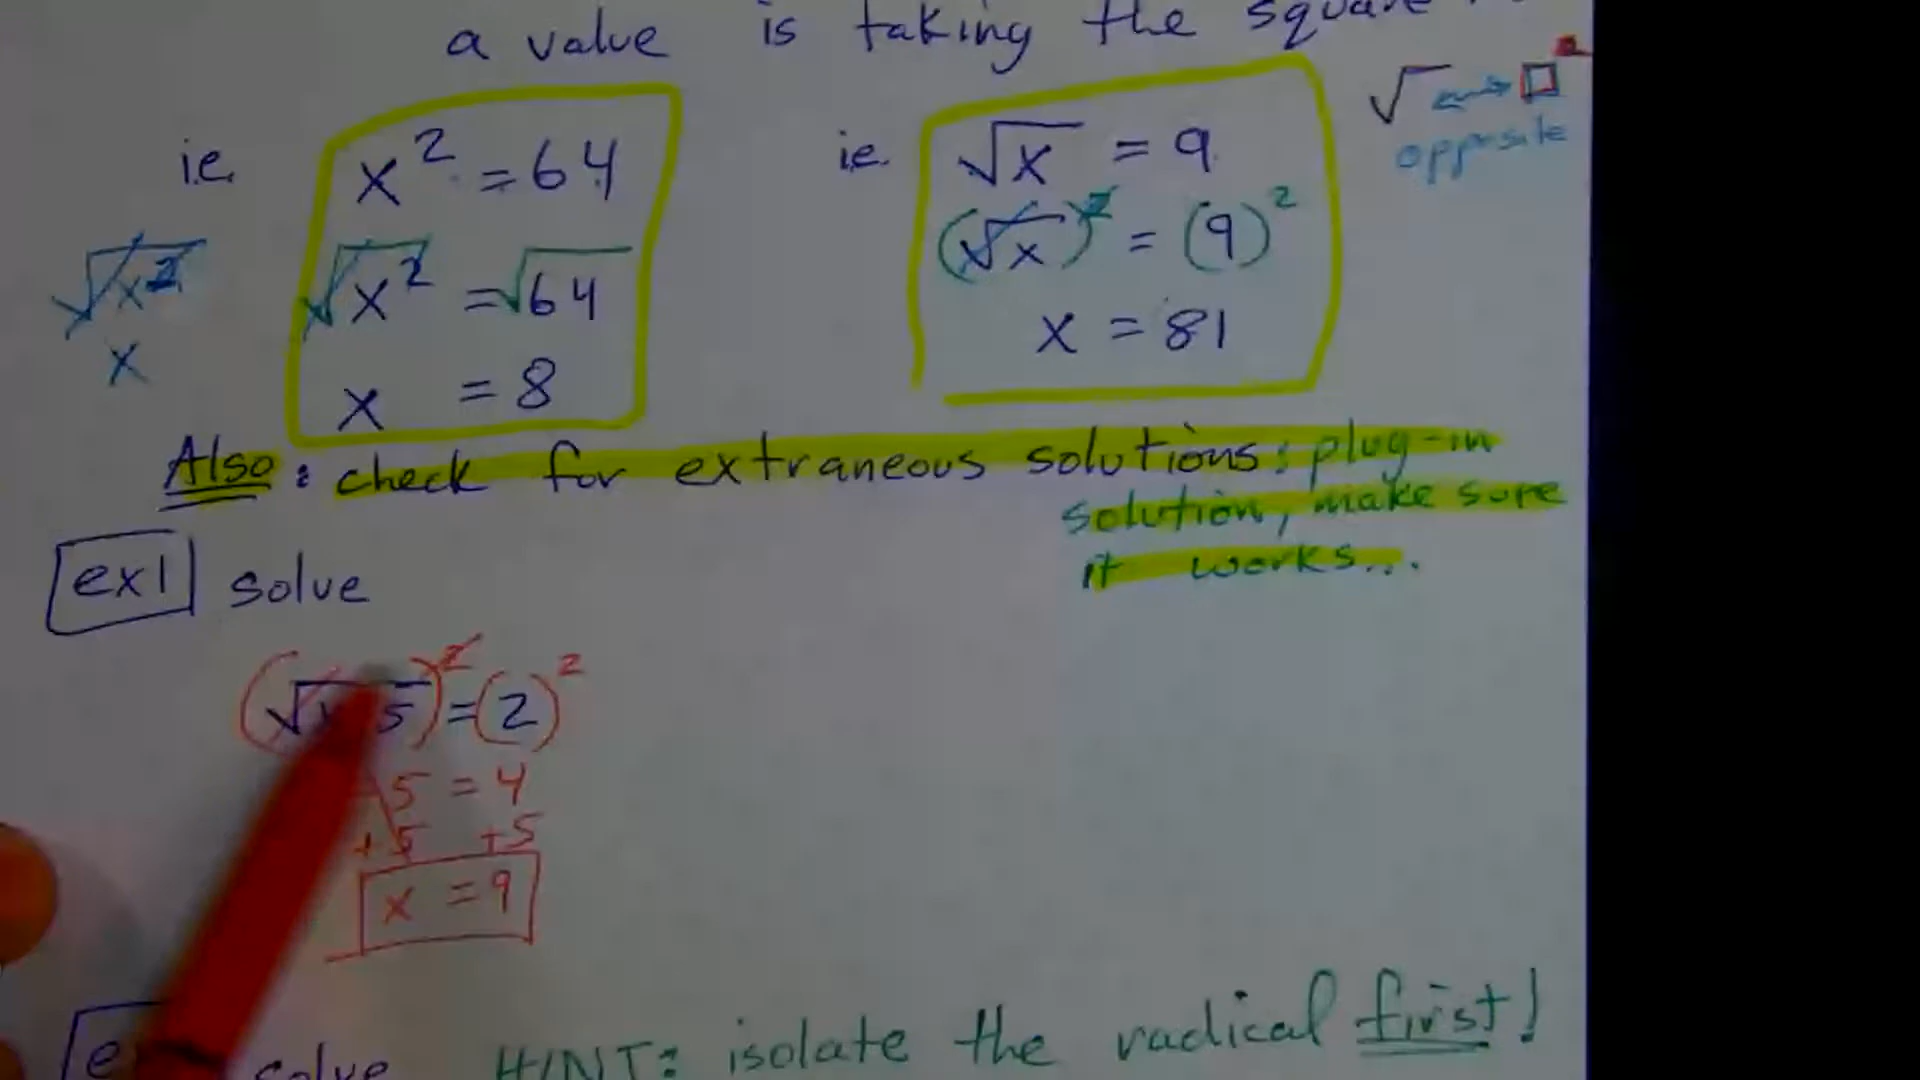 a value is taking the square
i.e. x² = 64
√x² = √64
x = 8
√x²
x
i.e. √x = 9
(√x)² = (9)²
x = 81
√ ↔ □²
opposite
Also: check for extraneous solutions: plug-in
solution, make sure
it works...
ex1 solve
(√x 5)² = (2)²
5 = 4
+5 +5
x = 9
solve HINT: isolate the radical first!